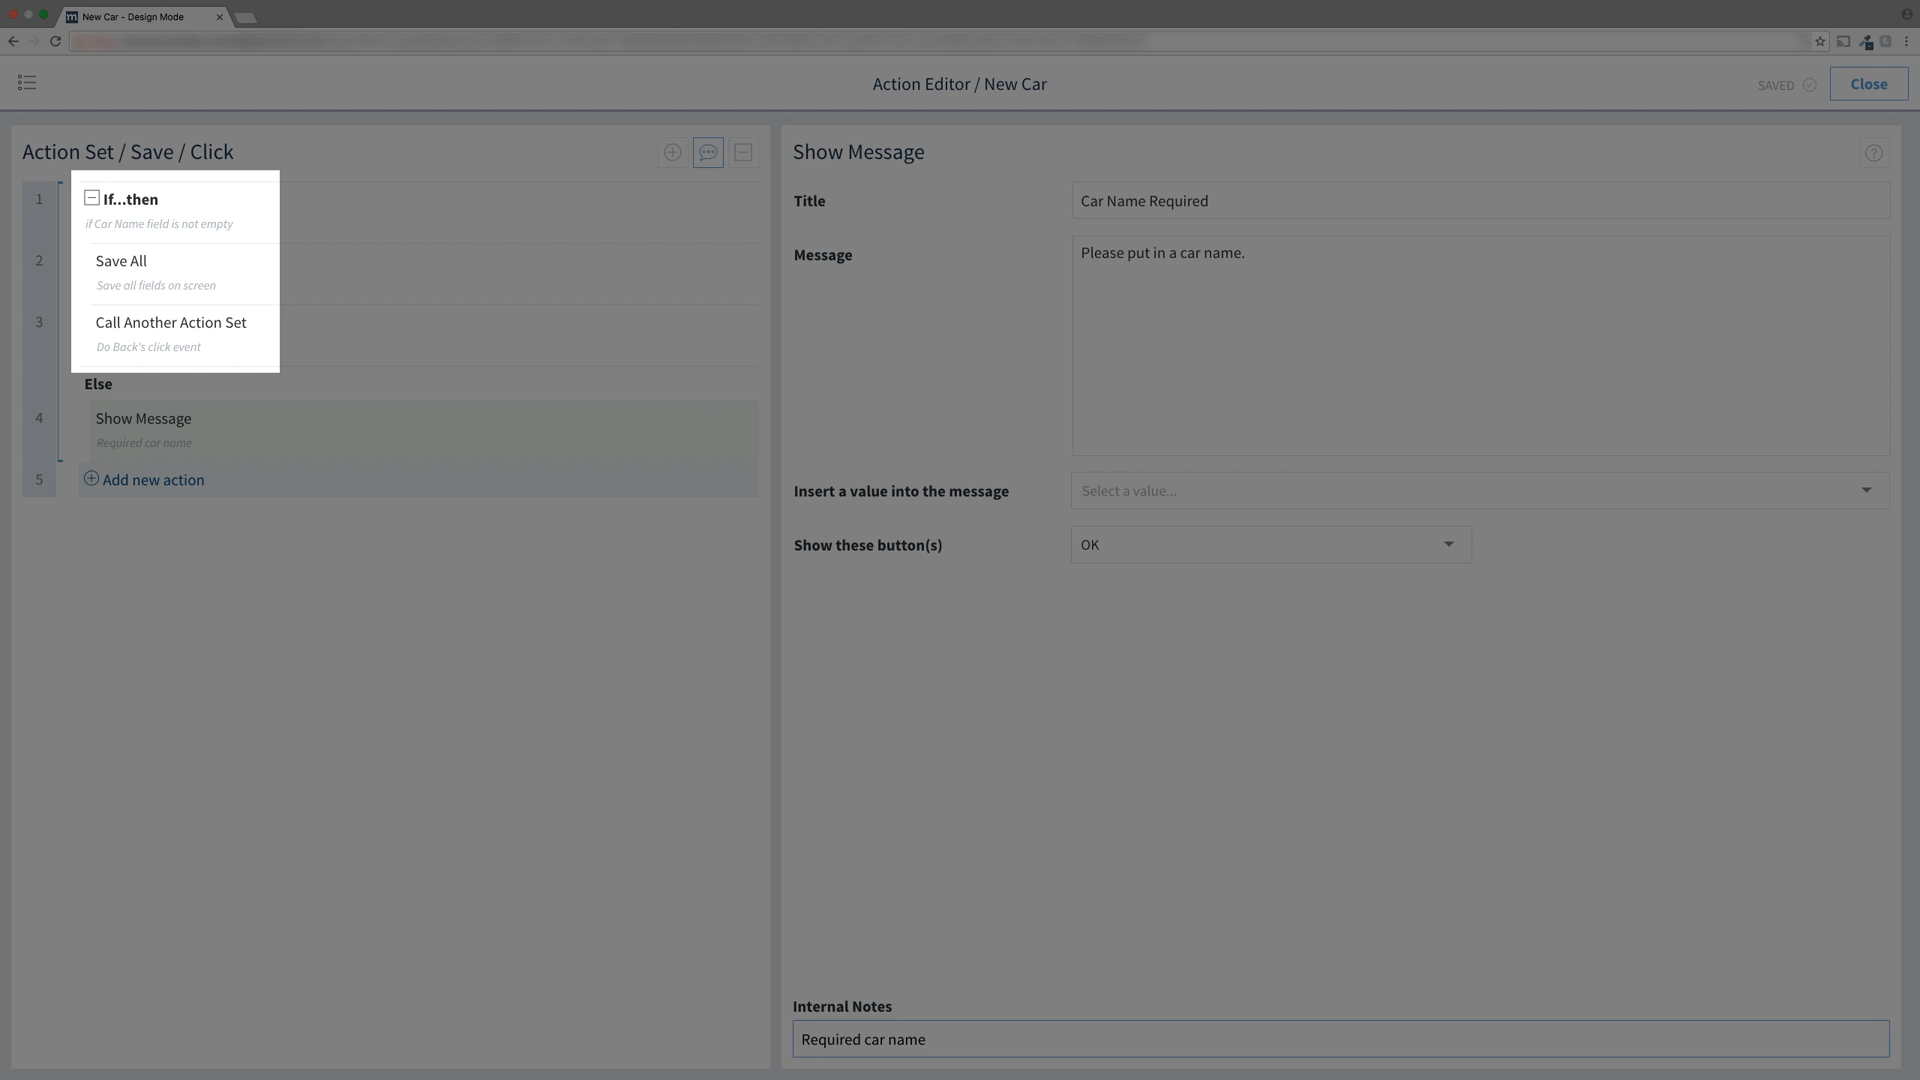 New Car - Design Mode
Action Editor / New Car
SAVED
Close
Action Set / Save / Click
1
If...then
if Car Name field is not empty
2
Save All
Save all fields on screen
3
Call Another Action Set
Do Back's click event
Else
4
Show Message
Required car name
5
Add new action
Show Message
Title
Car Name Required
Message
Please put in a car name.
Insert a value into the message
Select a value...
Show these button(s)
OK
Internal Notes
Required car name